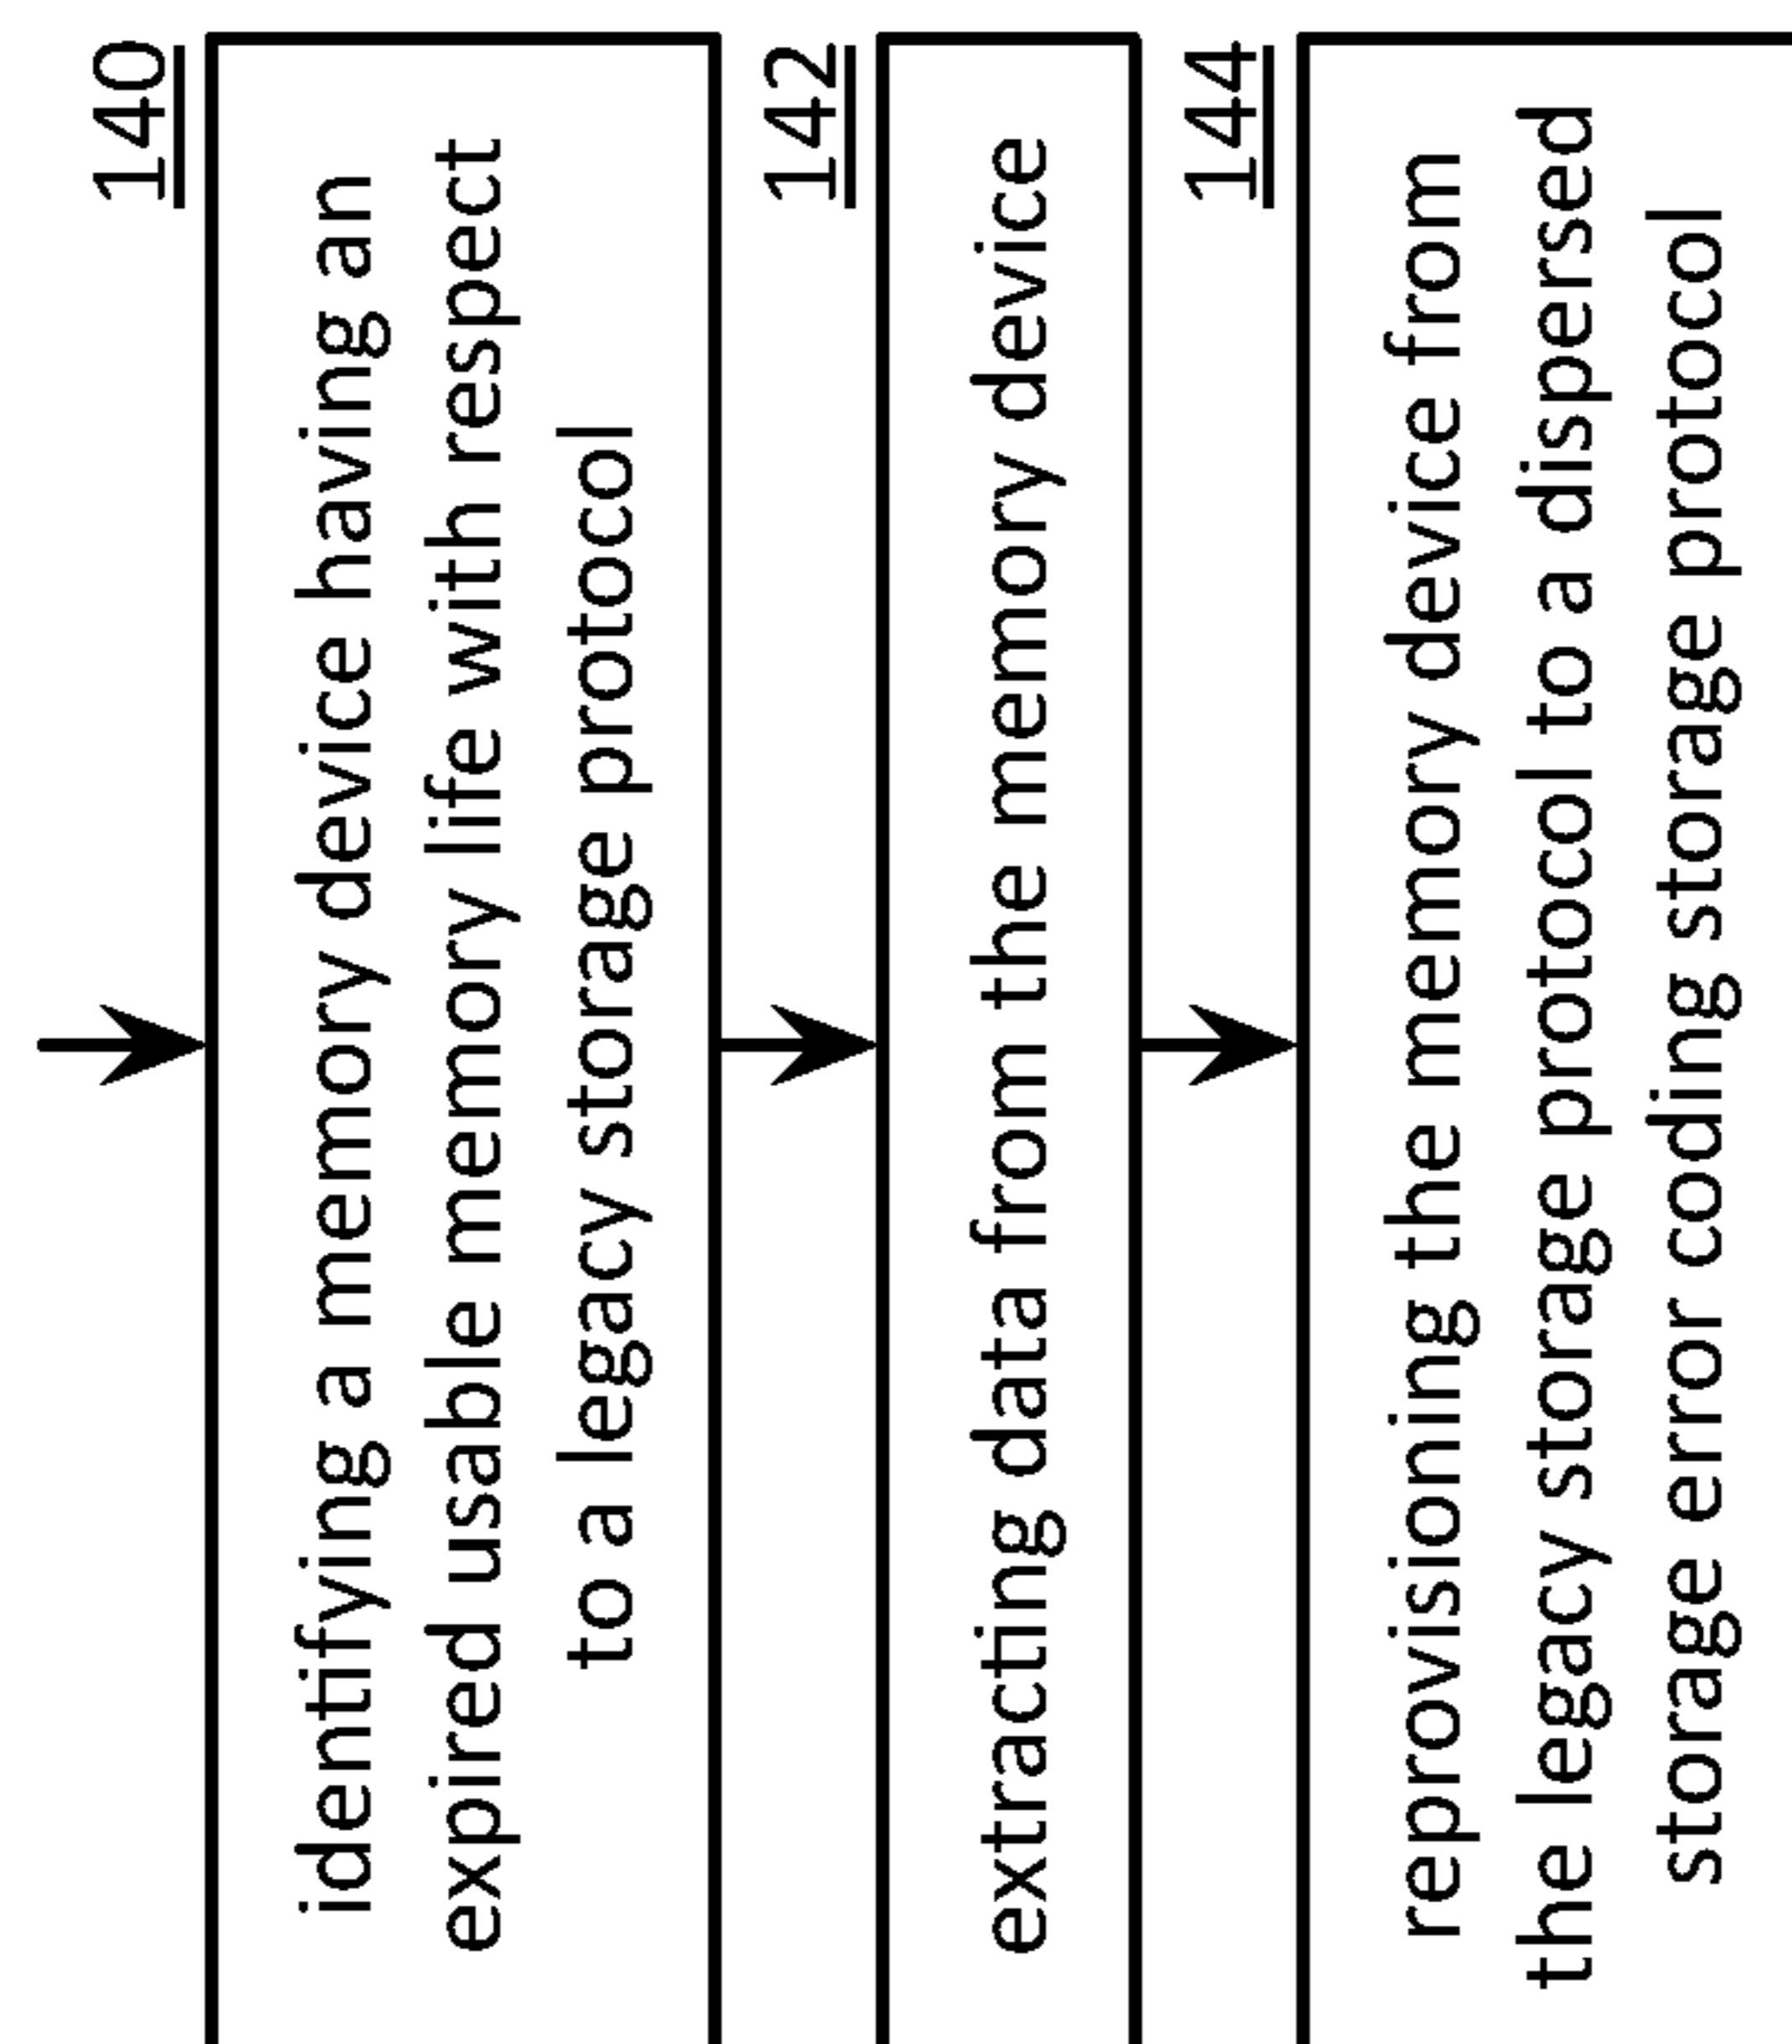 140
identifying a memory device having an
expired usable memory life with respect
to a legacy storage protocol
142
extracting data from the memory device
144
reprovisioning the memory device from
the legacy storage protocol to a dispersed
storage error coding storage protocol